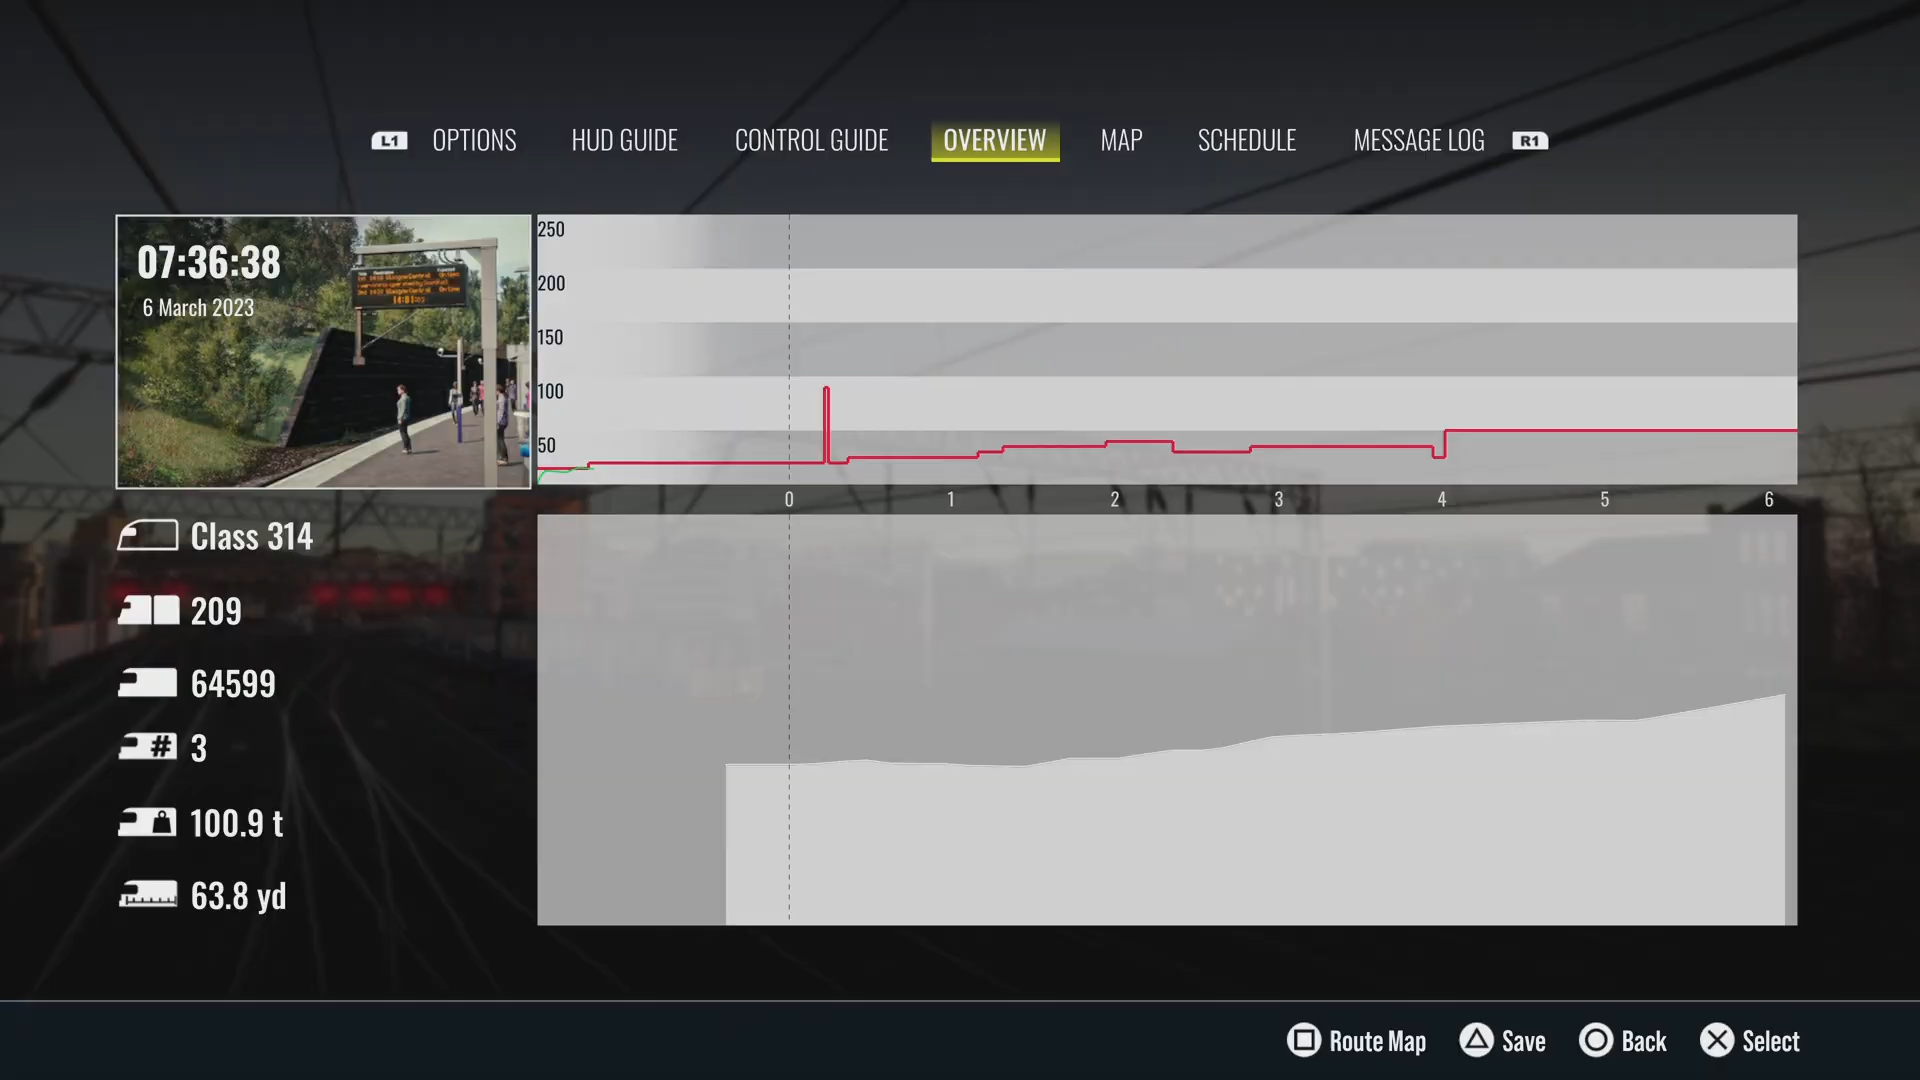 L1 OPTIONS HUD GUIDE CONTROL GUIDE OVERVIEW MAP SCHEDULE MESSAGE LOG R1
07:36:38
6 March 2023
250
200
150
100
50
0 1 2 3 4 5 6
Class 314
209
64599
# 3
100.9 t
63.8 yd
Route Map Save Back Select